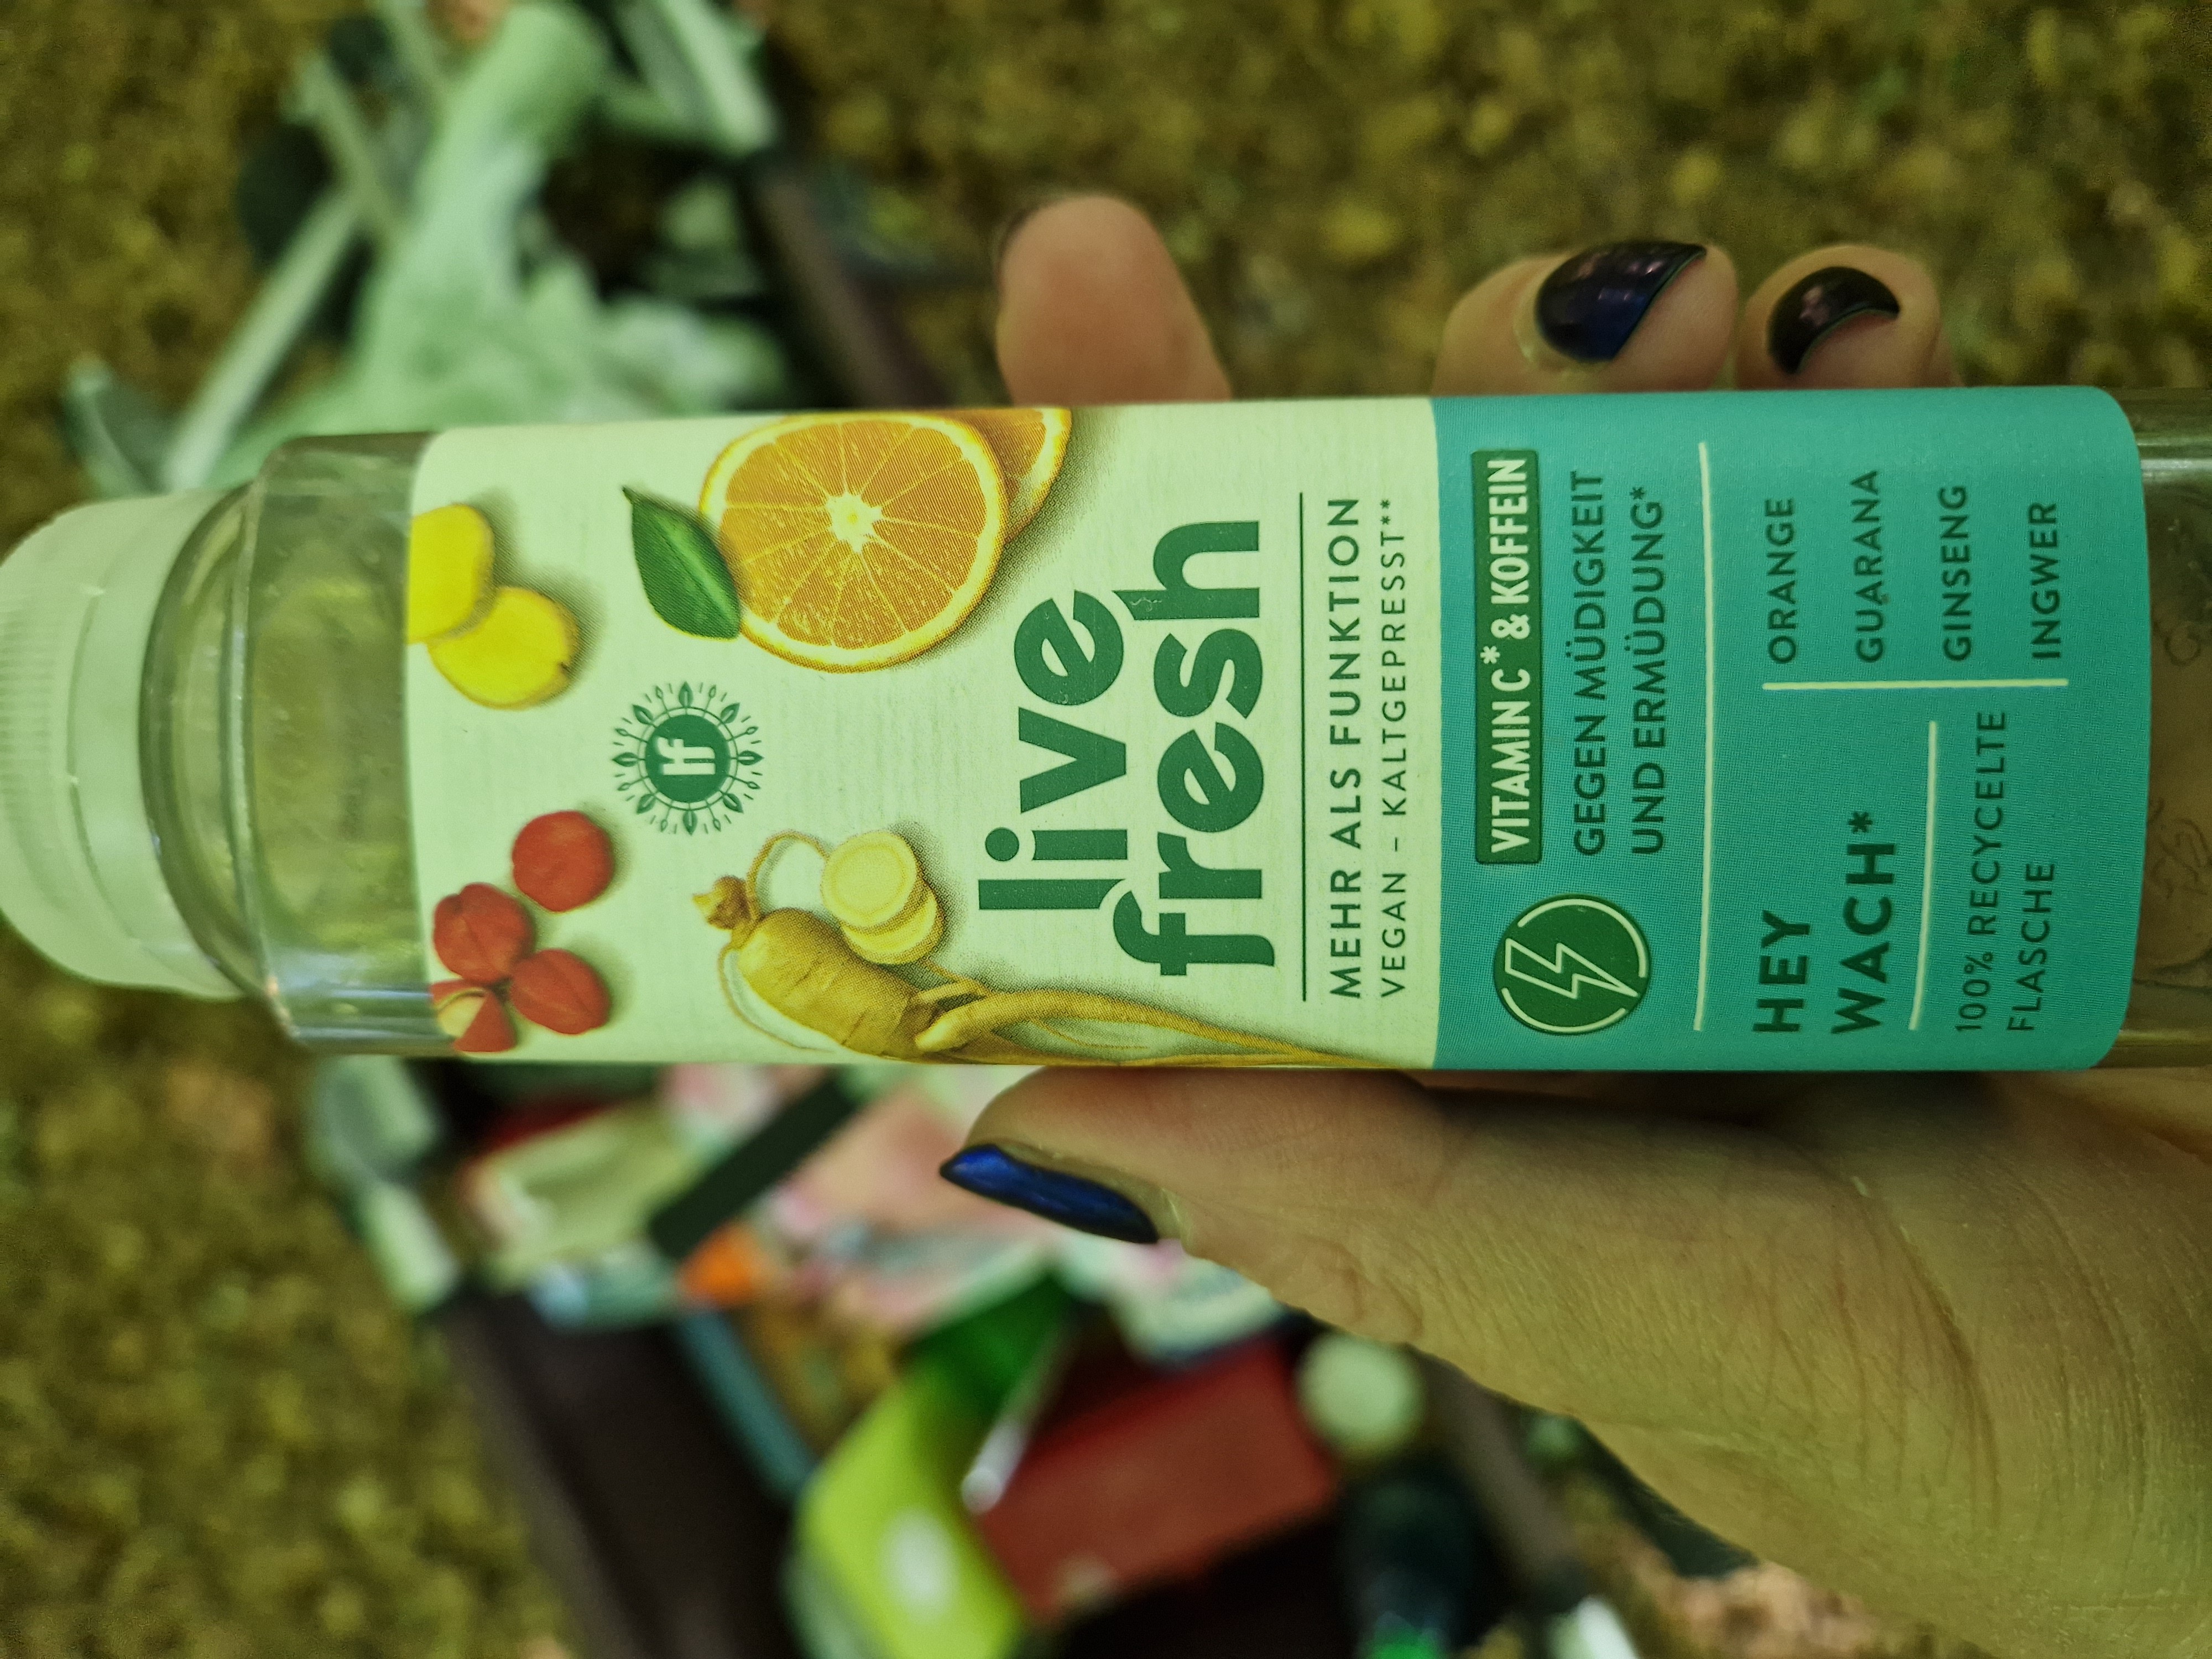 lf
live
fresh
MEHR ALS FUNKTION
VEGAN – KALTGEPRESST**
VITAMIN C* & KOFFEIN
GEGEN MÜDIGKEIT
UND ERMÜDUNG*
HEY
WACH*
100% RECYCELTE
FLASCHE
ORANGE
GUARANA
GINSENG
INGWER